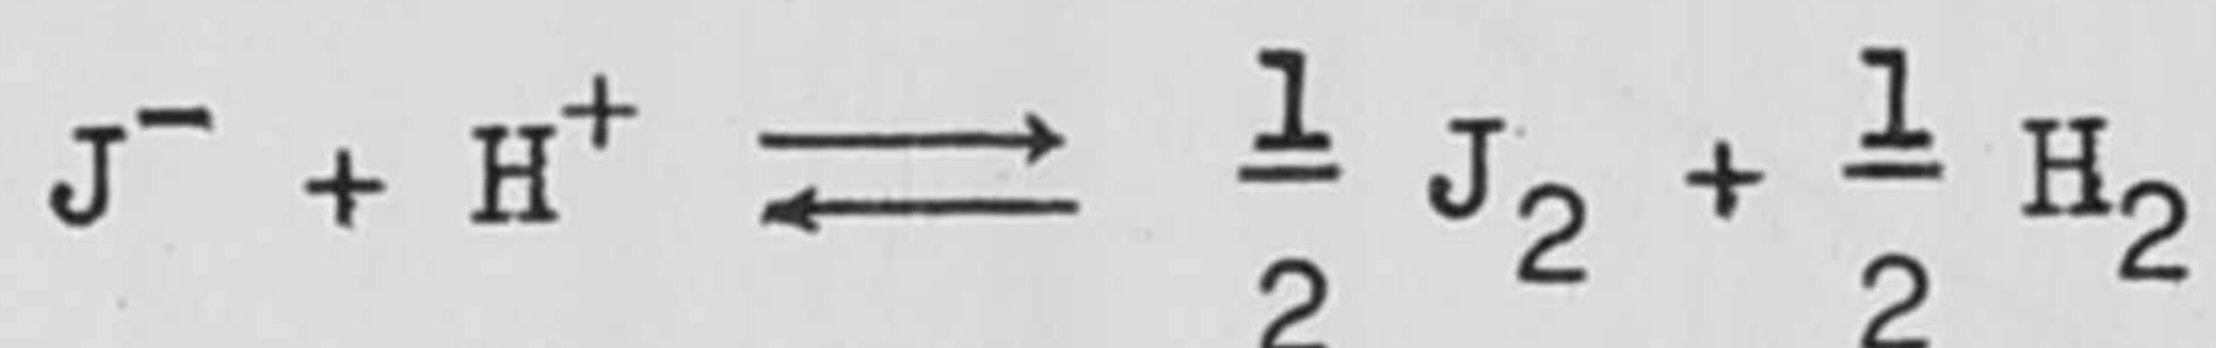 J⁻ + H⁺ ⇌ ½ J₂ + ½ H₂